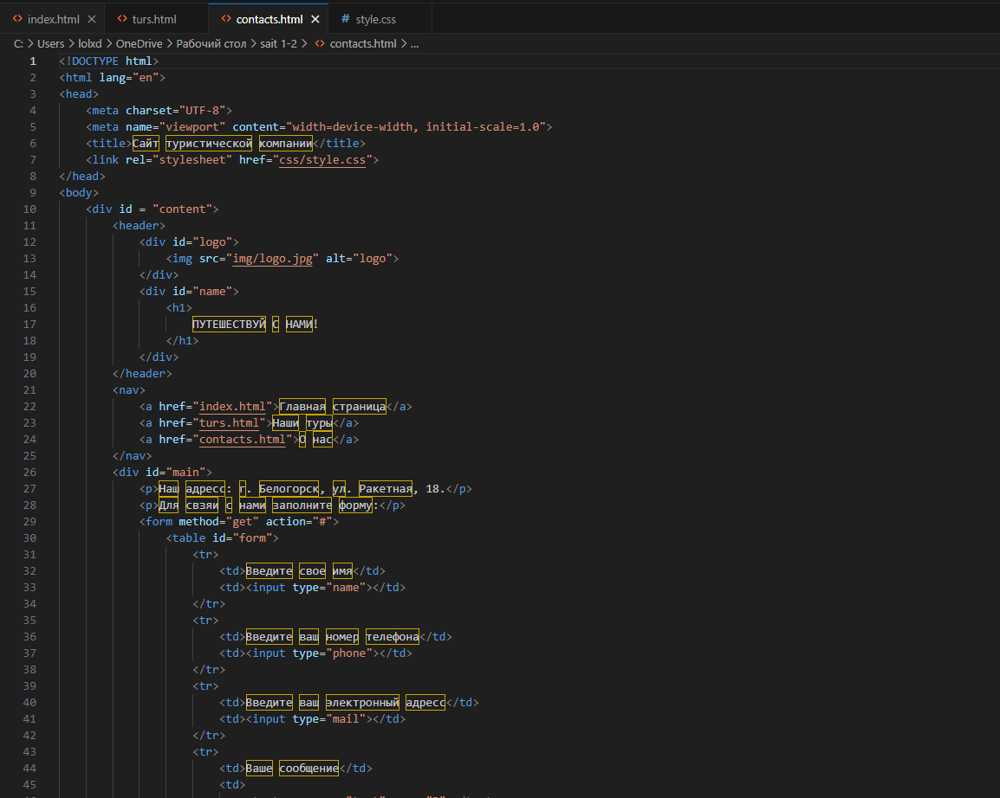 index.html turs.html contacts.html # style.css
C: > Users > lolxd > OneDrive > Рабочий стол > sait 1-2 > contacts.html > ...
1 <!DOCTYPE html>
2 <html lang="en">
3 <head>
4 <meta charset="UTF-8">
5 <meta name="viewport" content="width=device-width, initial-scale=1.0">
6 <title>Сайт туристической компании</title>
7 <link rel="stylesheet" href="css/style.css">
8 </head>
9 <body>
10 <div id = "content">
11 <header>
12 <div id="logo">
13 <img src="img/logo.jpg" alt="logo">
14 </div>
15 <div id="name">
16 <h1>
17 ПУТЕШЕСТВУЙ С НАМИ!
18 </h1>
19 </div>
20 </header>
21 <nav>
22 <a href="index.html">Главная страница</a>
23 <a href="turs.html">Наши туры</a>
24 <a href="contacts.html">О нас</a>
25 </nav>
26 <div id="main">
27 <p>Наш адресс: г. Белогорск, ул. Ракетная, 18.</p>
28 <p>Для свзяи с нами заполните форму:</p>
29 <form method="get" action="#">
30 <table id="form">
31 <tr>
32 <td>Введите свое имя</td>
33 <td><input type="name"></td>
34 </tr>
35 <tr>
36 <td>Введите ваш номер телефона</td>
37 <td><input type="phone"></td>
38 </tr>
39 <tr>
40 <td>Введите ваш электронный адресс</td>
41 <td><input type="mail"></td>
42 </tr>
43 <tr>
44 <td>Ваше сообщение</td>
45 <td>